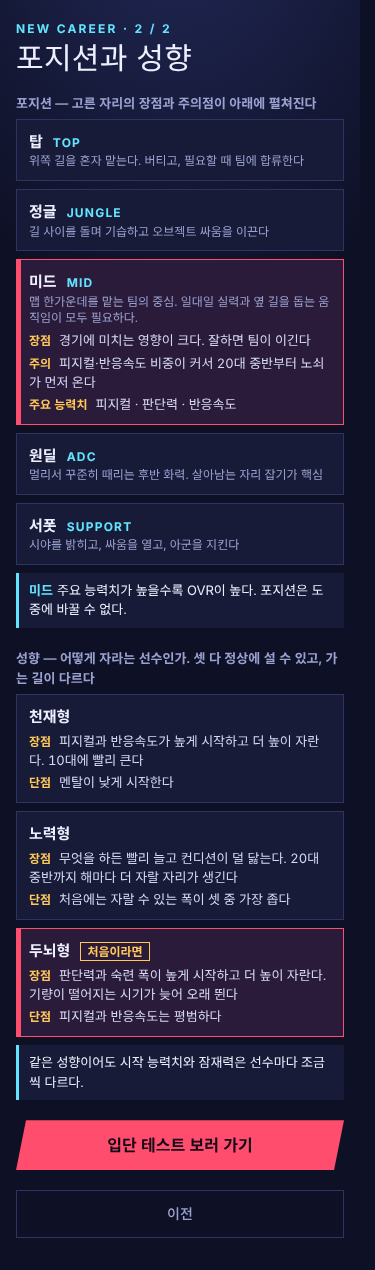 NEW CAREER · 2 / 2
포지션과 성향
포지션 — 고른 자리의 장점과 주의점이 아래에 펼쳐진다
탑 TOP
위쪽 길을 혼자 맡는다. 버티고, 필요할 때 팀에 합류한다
정글 JUNGLE
길 사이를 돌며 기습하고 오브젝트 싸움을 이끈다
미드 MID
맵 한가운데를 맡는 팀의 중심. 일대일 실력과 옆 길을 돕는 움
직임이 모두 필요하다.
장점 경기에 미치는 영향이 크다. 잘하면 팀이 이긴다
주의 피지컬·반응속도 비중이 커서 20대 중반부터 노쇠
가 먼저 온다
주요 능력치 피지컬 · 판단력 · 반응속도
원딜 ADC
멀리서 꾸준히 때리는 후반 화력. 살아남는 자리 잡기가 핵심
서폿 SUPPORT
시야를 밝히고, 싸움을 열고, 아군을 지킨다
미드 주요 능력치가 높을수록 OVR이 높다. 포지션은 도
중에 바꿀 수 없다.
성향 — 어떻게 자라는 선수인가. 셋 다 정상에 설 수 있고, 가
는 길이 다르다
천재형
장점 피지컬과 반응속도가 높게 시작하고 더 높이 자란
다. 10대에 빨리 큰다
단점 멘탈이 낮게 시작한다
노력형
장점 무엇을 하든 빨리 늘고 컨디션이 덜 닳는다. 20대
중반까지 해마다 더 자랄 자리가 생긴다
단점 처음에는 자랄 수 있는 폭이 셋 중 가장 좁다
두뇌형 처음이라면
장점 판단력과 숙련 폭이 높게 시작하고 더 높이 자란다.
기량이 떨어지는 시기가 늦어 오래 뛴다
단점 피지컬과 반응속도는 평범하다
같은 성향이어도 시작 능력치와 잠재력은 선수마다 조금
씩 다르다.
입단 테스트 보러 가기
이전